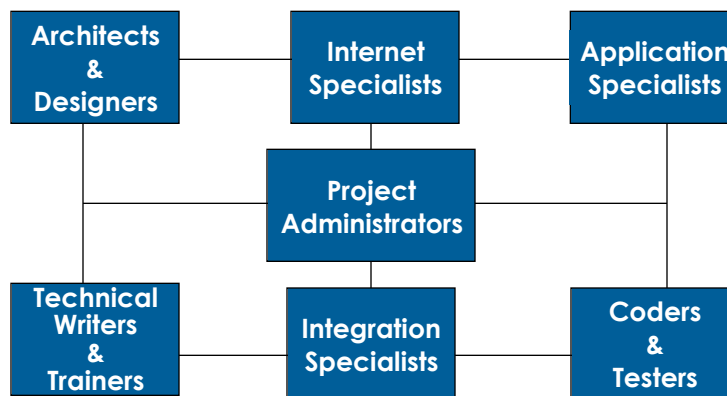 Architects
&
Designers
Internet
Specialists
Application
Specialists
Project
Administrators
Technical
Writers
&
Trainers
Integration
Specialists
Coders
&
Testers